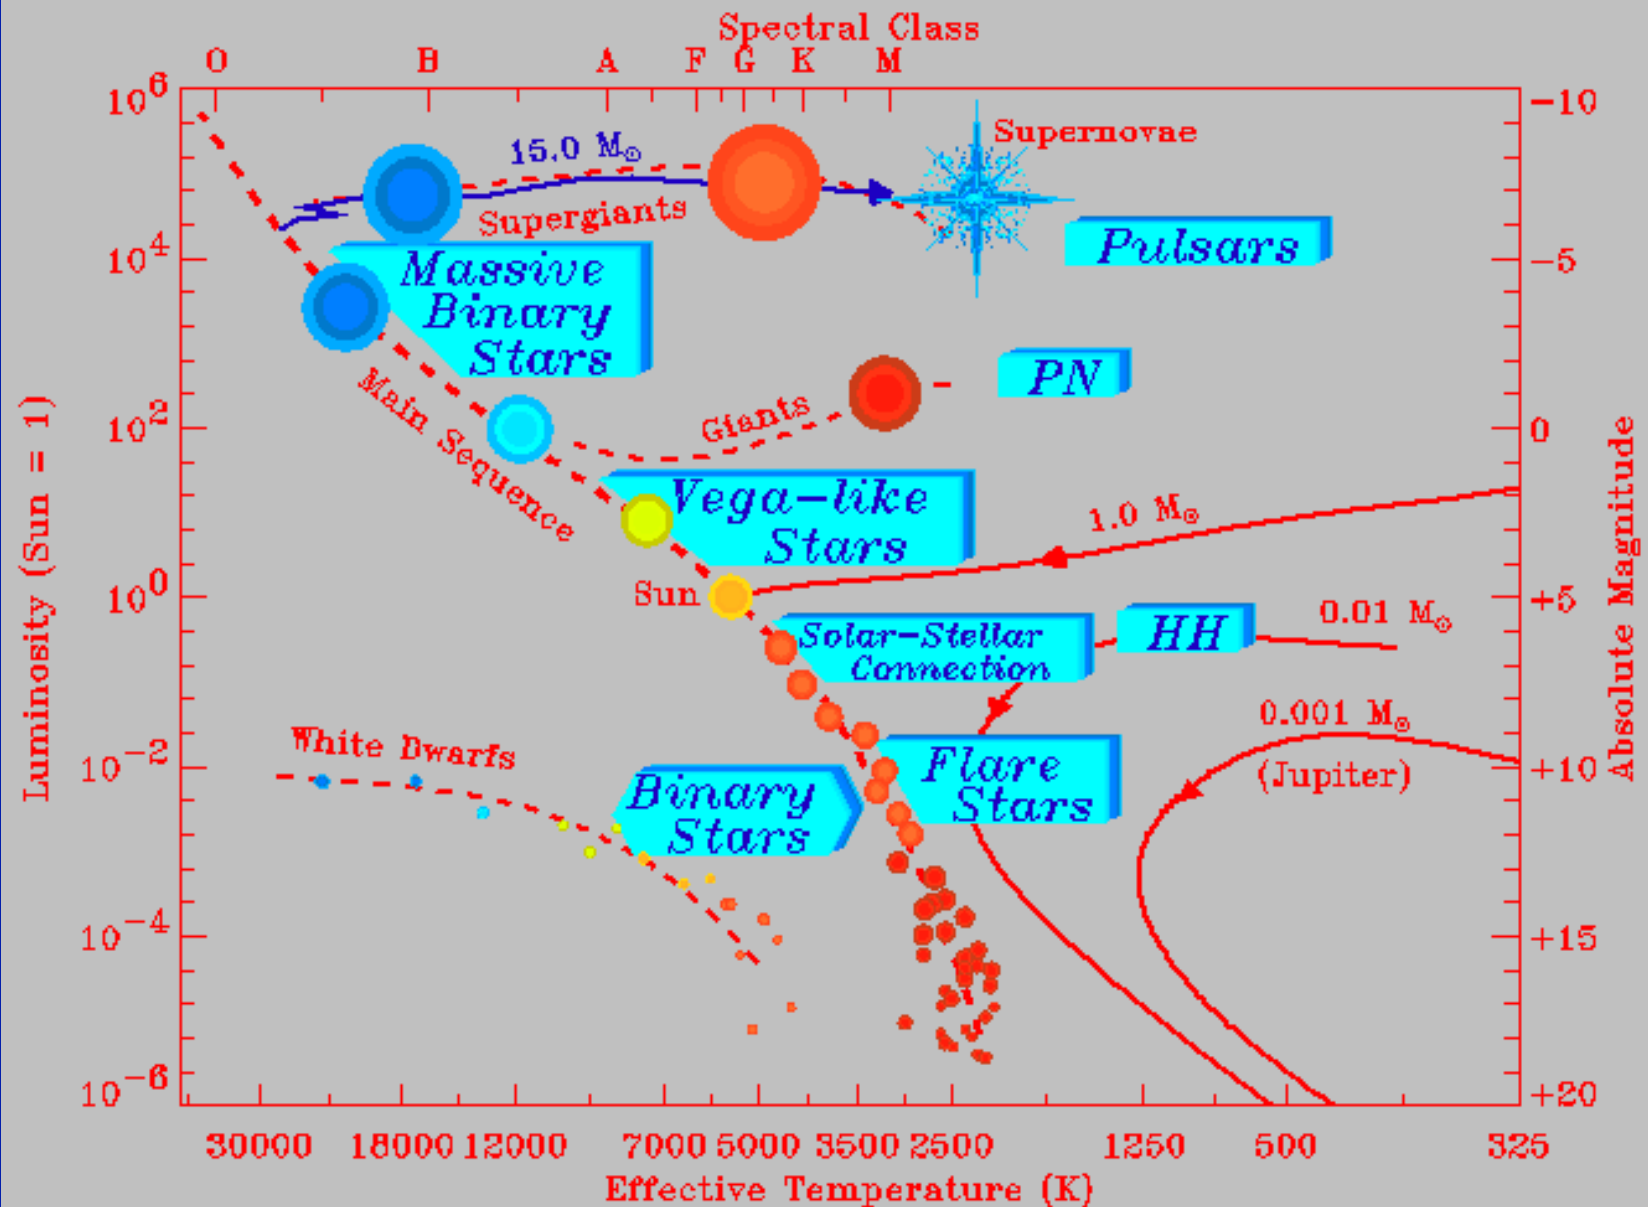 Spectral Class
O B A F G K M
10^6
10^4
10^2
10^0
10^-2
10^-4
10^-6
Luminosity (Sun = 1)
-10
-5
0
+5
+10
+15
+20
Absolute Magnitude
15.0 M⊙
Supernovae
Supergiants
Pulsars
Massive
Binary
Stars
PN
Main Sequence
Giants
Vega-like
Stars
1.0 M⊙
Sun
Solar-Stellar
Connection
HH
0.01 M⊙
0.001 M⊙
(Jupiter)
White Dwarfs
Binary
Stars
Flare
Stars
30000 18000 12000 7000 5000 3500 2500 1250 500 325
Effective Temperature (K)